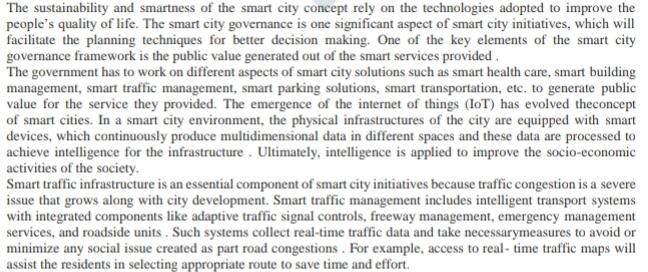 The sustainability and smartness of the smart city concept rely on the technologies adopted to improve the
people's quality of life. The smart city governance is one significant aspect of smart city initiatives, which will
facilitate the planning techniques for better decision making. One of the key elements of the smart city
governance framework is the public value generated out of the smart services provided .
The government has to work on different aspects of smart city solutions such as smart health care, smart building
management, smart traffic management, smart parking solutions, smart transportation, etc. to generate public
value for the service they provided. The emergence of the internet of things (IoT) has evolved theconcept
of smart cities. In a smart city environment, the physical infrastructures of the city are equipped with smart
devices, which continuously produce multidimensional data in different spaces and these data are processed to
achieve intelligence for the infrastructure . Ultimately, intelligence is applied to improve the socio-economic
activities of the society.
Smart traffic infrastructure is an essential component of smart city initiatives because traffic congestion is a severe
issue that grows along with city development. Smart traffic management includes intelligent transport systems
with integrated components like adaptive traffic signal controls, freeway management, emergency management
services, and roadside units . Such systems collect real-time traffic data and take necessarymeasures to avoid or
minimize any social issue created as part road congestions . For example, access to real- time traffic maps will
assist the residents in selecting appropriate route to save time and effort.